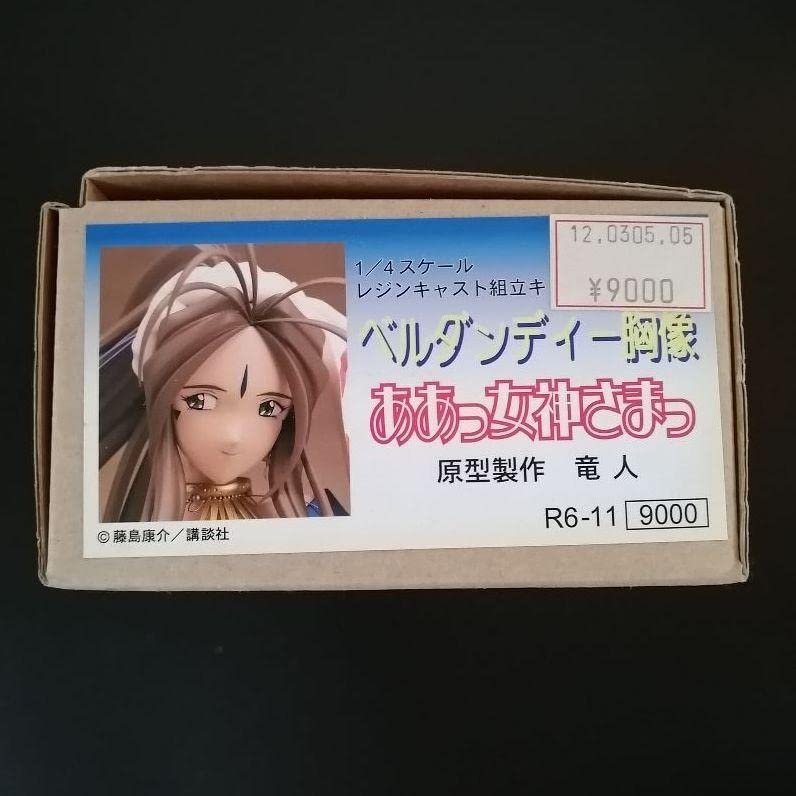 12.0305.05
¥9000
1/4スケール
レジンキャスト組立キ
ベルダンディー胸像
ああっ女神さまっ
原型製作 竜人
R6-11 9000
©藤島康介/講談社